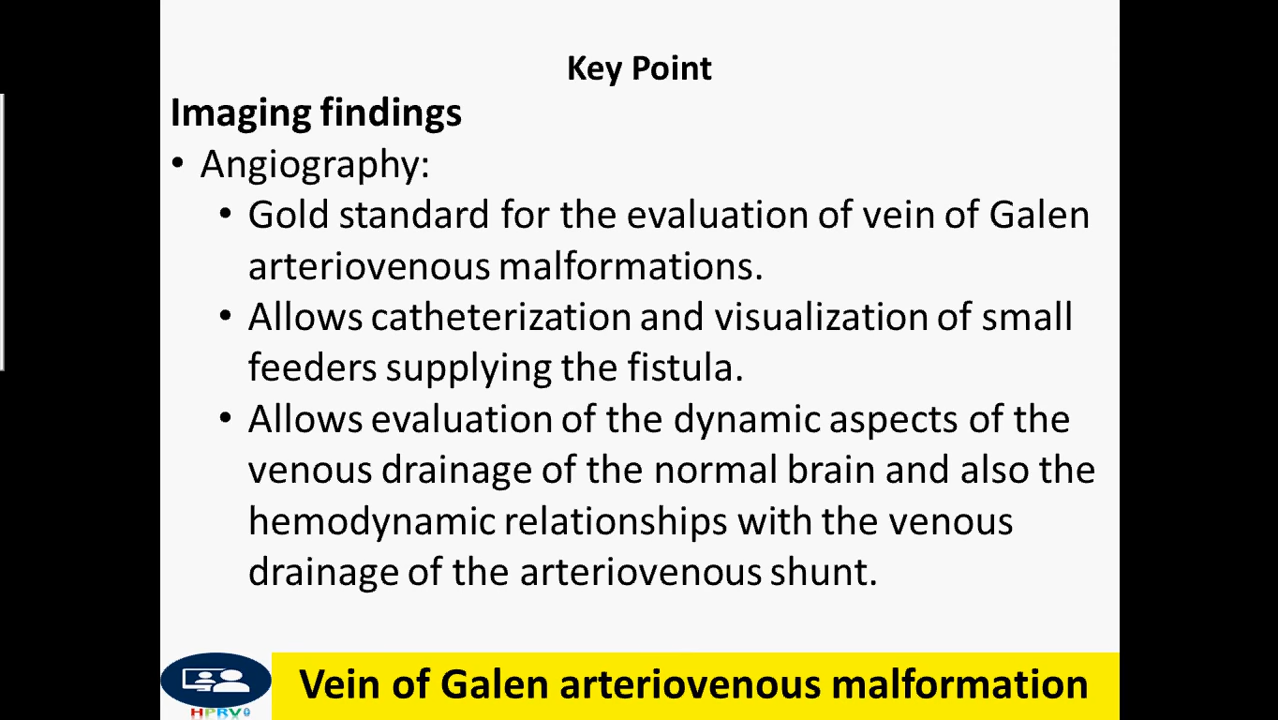 Key Point
Imaging findings
• Angiography:
• Gold standard for the evaluation of vein of Galen
arteriovenous malformations.
• Allows catheterization and visualization of small
feeders supplying the fistula.
• Allows evaluation of the dynamic aspects of the
venous drainage of the normal brain and also the
hemodynamic relationships with the venous
drainage of the arteriovenous shunt.
Vein of Galen arteriovenous malformation